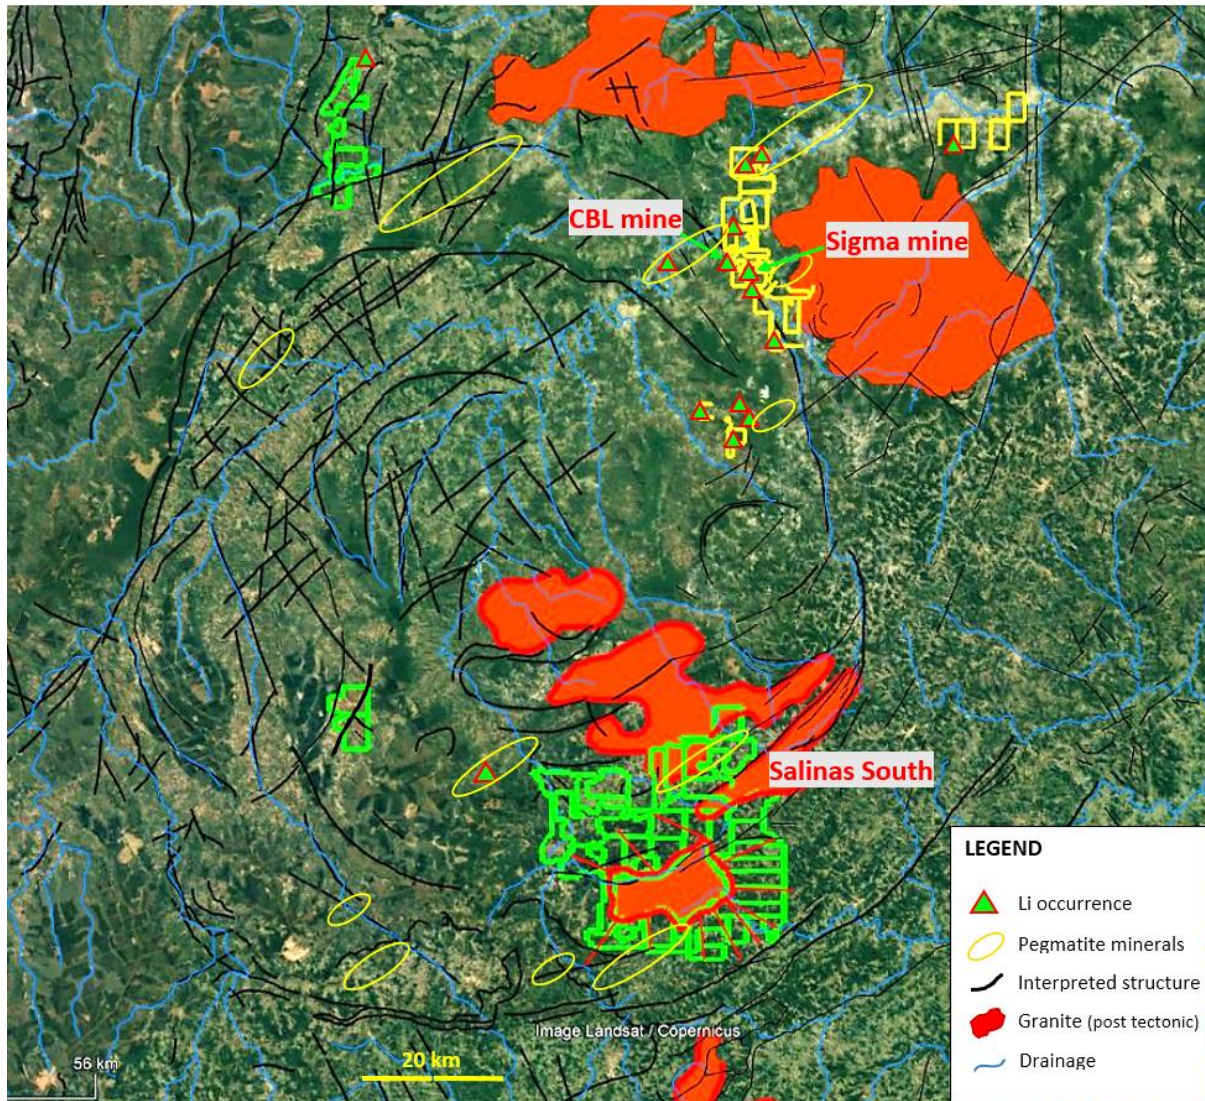 CBL mine
Sigma mine
Salinas South
LEGEND
Li occurrence
Pegmatite minerals
Interpreted structure
Granite (post tectonic)
Drainage
Image Landsat / Copernicus
56 km
20 km